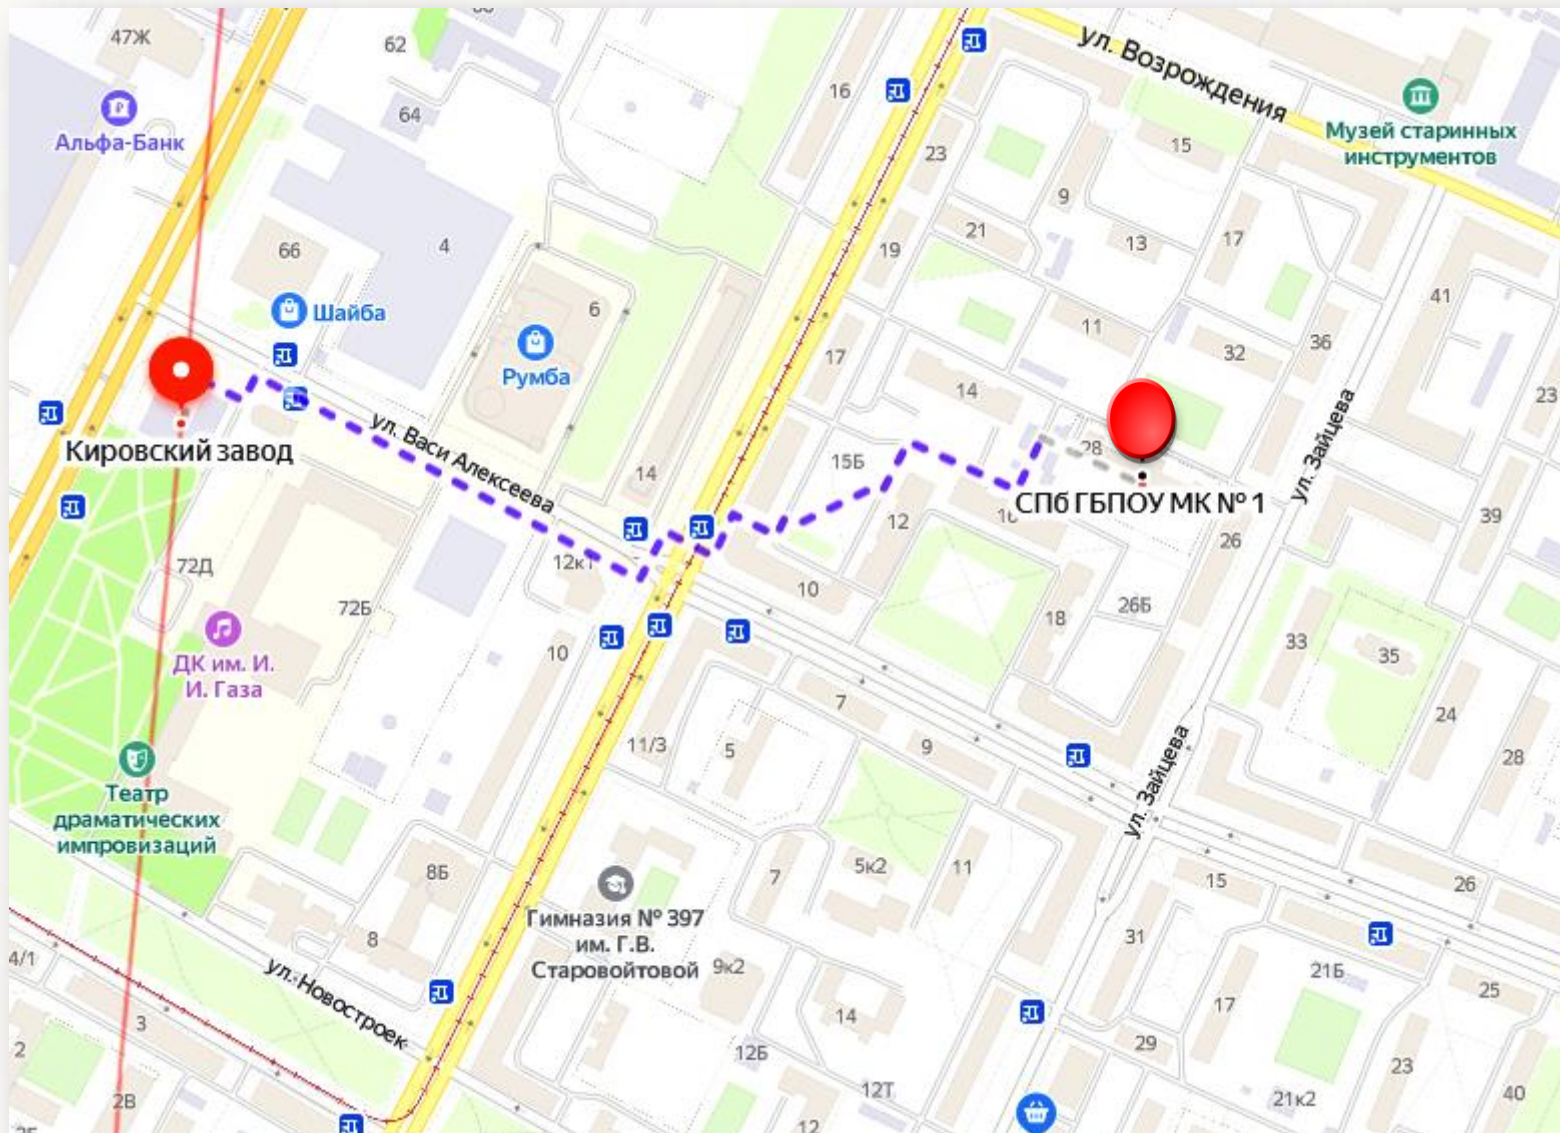 47Ж
62
Альфа-Банк
64
16
ул. Возрождения
Музей старинных
инструментов
23
15
9
66
4
21
19
13
17
6
Шайба
Румба
41
36
11
32
17
14
23
Кировский завод
ул. Васи Алексеева
14
15Б
28
ул. Зайцева
СПб ГБПОУ МК № 1
12
16
26
39
72Д
72Б
12к1
10
18
26Б
33
35
ДК им. И.
И. Газа
10
7
11/3
5
9
24
28
Театр
драматических
импровизаций
ул. Зайцева
8Б
7
5к2
11
15
26
Гимназия № 397
им. Г.В.
Старовойтовой
8
31
4/1
ул. Новостроек
9к2
21Б
25
17
14
3
2
12Б
29
23
12Т
2В
21к2
40
12